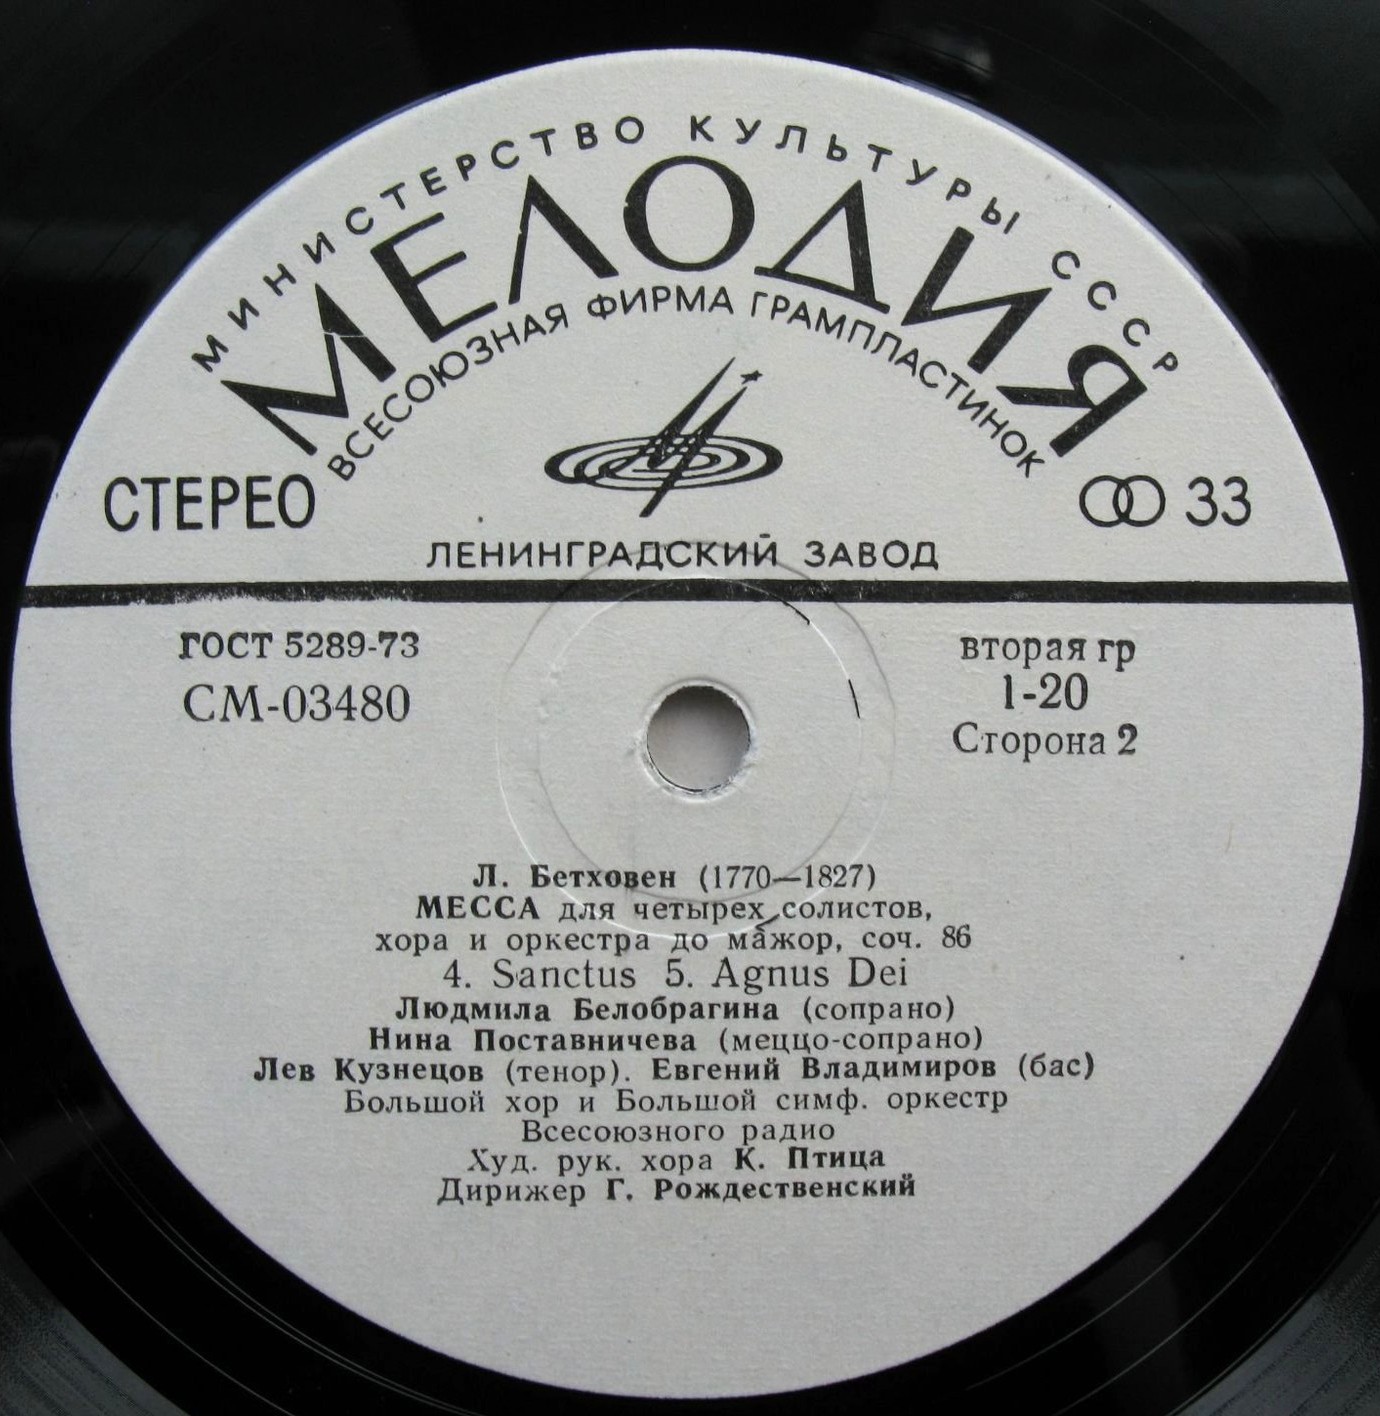 МИНИСТЕРСТВО КУЛЬТУРЫ СССР
МЕЛОДИЯ
ВСЕСОЮЗНАЯ ФИРМА ГРАМПЛАСТИНОК
СТЕРЕО
33
ЛЕНИНГРАДСКИЙ ЗАВОД
ГОСТ 5289-73
СМ-03480
вторая гр
1-20
Сторона 2
Л. Бетховен (1770—1827)
МЕССА для четырех солистов,
хора и оркестра до мажор, соч. 86
4. Sanctus 5. Agnus Dei
Людмила Белобрагина (сопрано)
Нина Поставничева (меццо-сопрано)
Лев Кузнецов (тенор). Евгений Владимиров (бас)
Большой хор и Большой симф. оркестр
Всесоюзного радио
Худ. рук. хора К. Птица
Дирижер Г. Рождественский